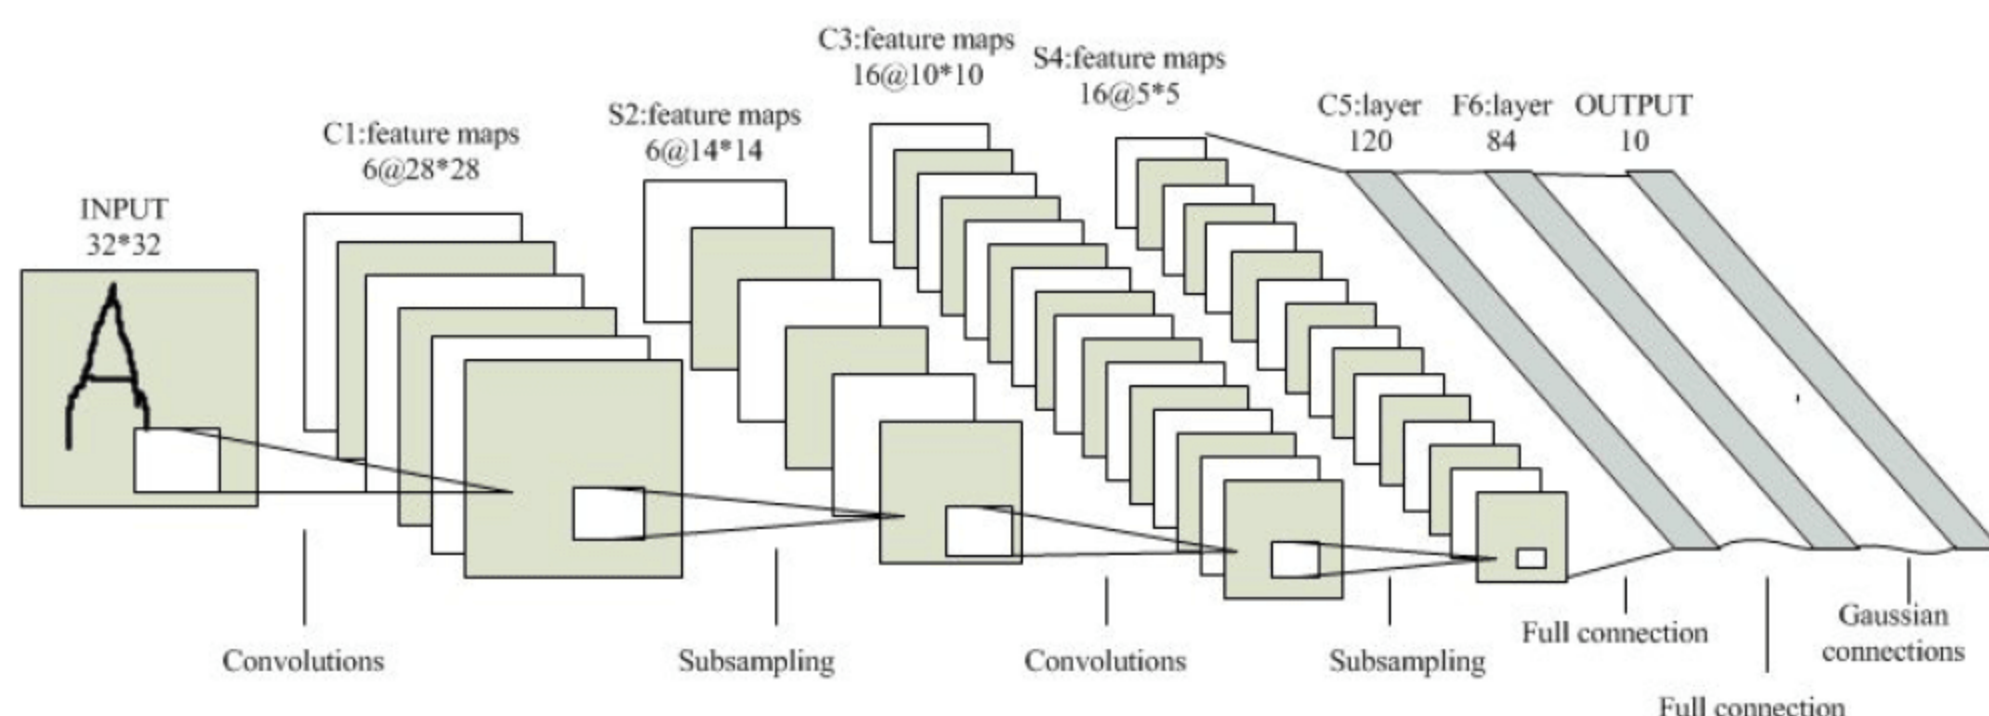 INPUT
32*32
C1:feature maps
6@28*28
S2:feature maps
6@14*14
C3:feature maps
16@10*10
S4:feature maps
16@5*5
C5:layer
120
F6:layer
84
OUTPUT
10
Convolutions
Subsampling
Convolutions
Subsampling
Full connection
Full connection
Gaussian
connections
A